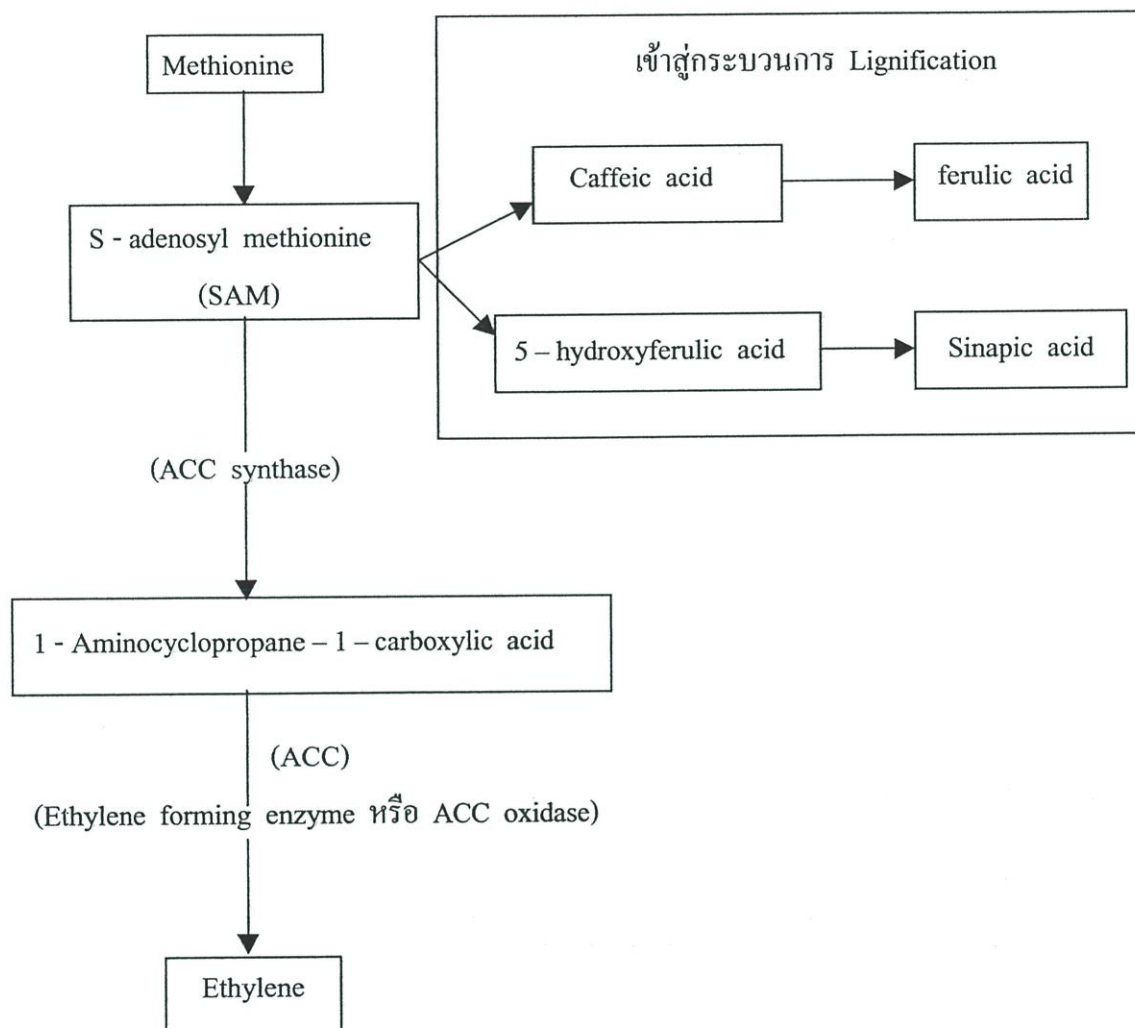 Methionine
เข้าสู่กระบวนการ Lignification
Caffeic acid
ferulic acid
S - adenosyl methionine
(SAM)
5 – hydroxyferulic acid
Sinapic acid
(ACC synthase)
1 - Aminocyclopropane – 1 – carboxylic acid
(ACC)
(Ethylene forming enzyme หรือ ACC oxidase)
Ethylene